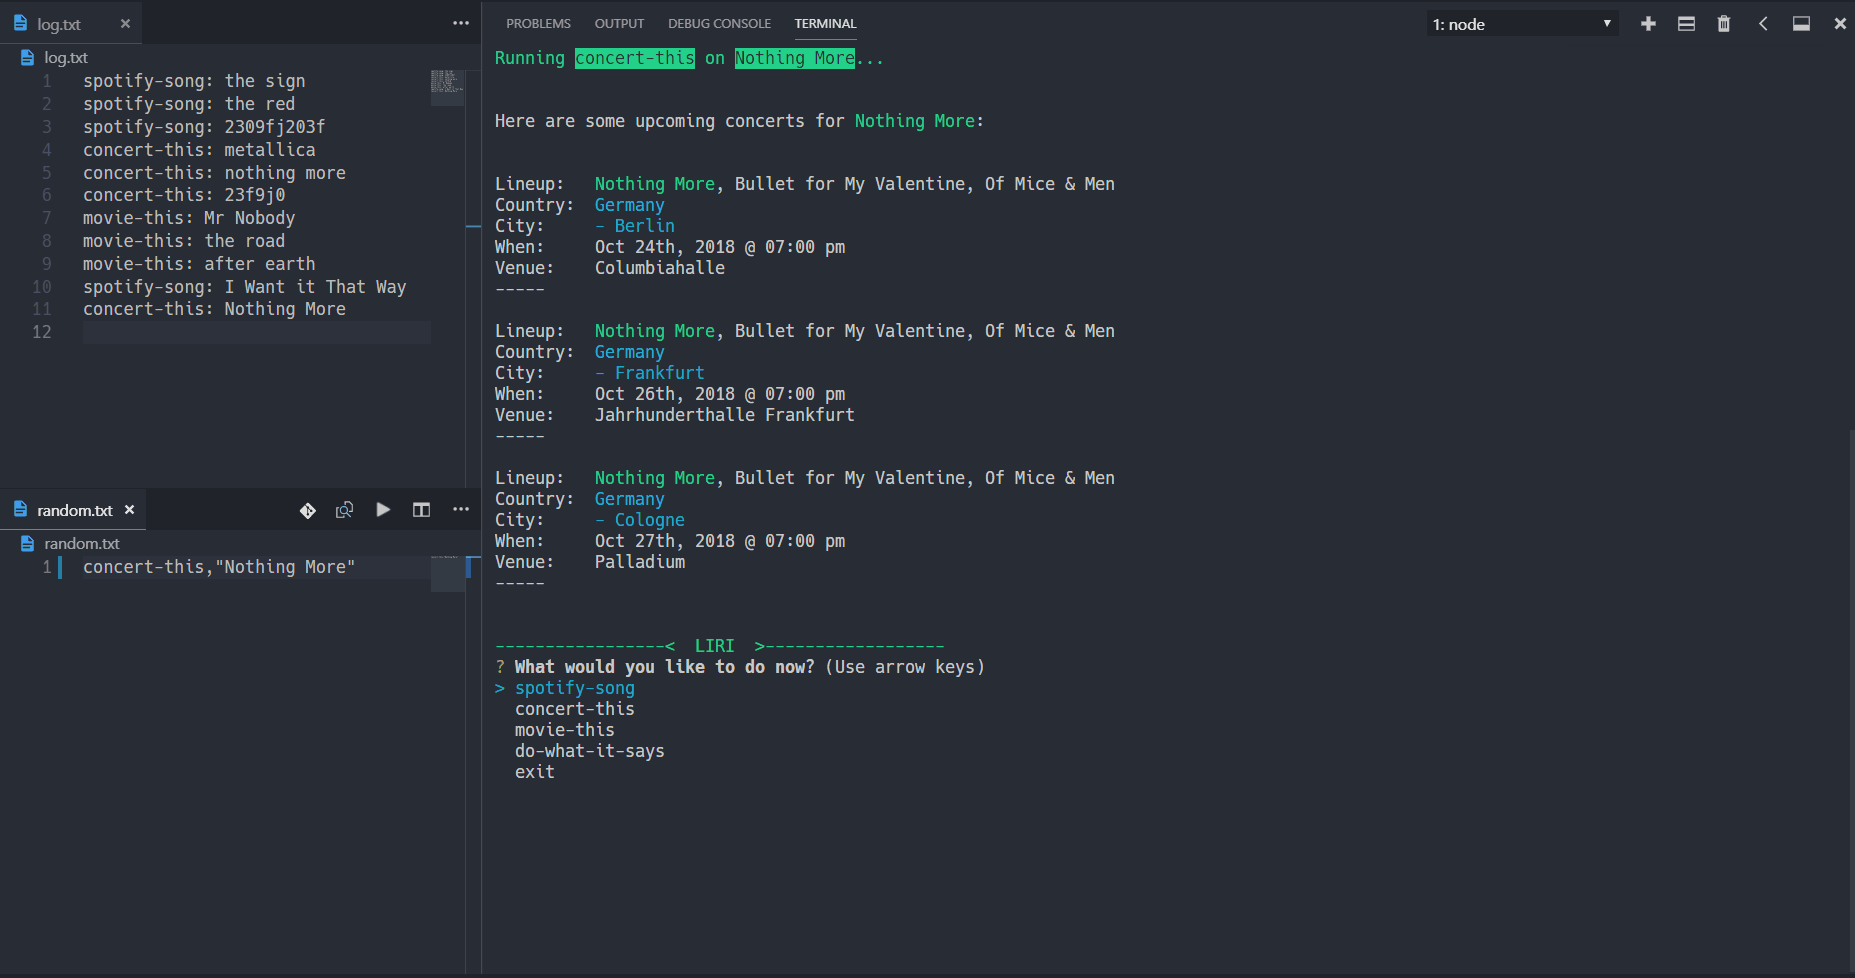 log.txt
log.txt
1 spotify-song: the sign
2 spotify-song: the red
3 spotify-song: 2309fj203f
4 concert-this: metallica
5 concert-this: nothing more
6 concert-this: 23f9j0
7 movie-this: Mr Nobody
8 movie-this: the road
9 movie-this: after earth
10 spotify-song: I Want it That Way
11 concert-this: Nothing More
12
random.txt
random.txt
1 concert-this,"Nothing More"
PROBLEMS OUTPUT DEBUG CONSOLE TERMINAL 1: node
Running concert-this on Nothing More...
Here are some upcoming concerts for Nothing More:
Lineup: Nothing More, Bullet for My Valentine, Of Mice & Men
Country: Germany
City: - Berlin
When: Oct 24th, 2018 @ 07:00 pm
Venue: Columbiahalle
-----
Lineup: Nothing More, Bullet for My Valentine, Of Mice & Men
Country: Germany
City: - Frankfurt
When: Oct 26th, 2018 @ 07:00 pm
Venue: Jahrhunderthalle Frankfurt
-----
Lineup: Nothing More, Bullet for My Valentine, Of Mice & Men
Country: Germany
City: - Cologne
When: Oct 27th, 2018 @ 07:00 pm
Venue: Palladium
-----
-----------------< LIRI >------------------
? What would you like to do now? (Use arrow keys)
> spotify-song
concert-this
movie-this
do-what-it-says
exit